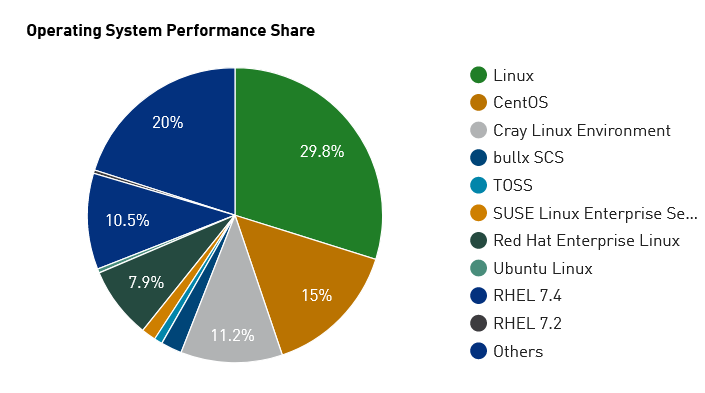 Operating System Performance Share
20%
29.8%
10.5%
7.9%
15%
11.2%
Linux
CentOS
Cray Linux Environment
bullx SCS
TOSS
SUSE Linux Enterprise Se...
Red Hat Enterprise Linux
Ubuntu Linux
RHEL 7.4
RHEL 7.2
Others